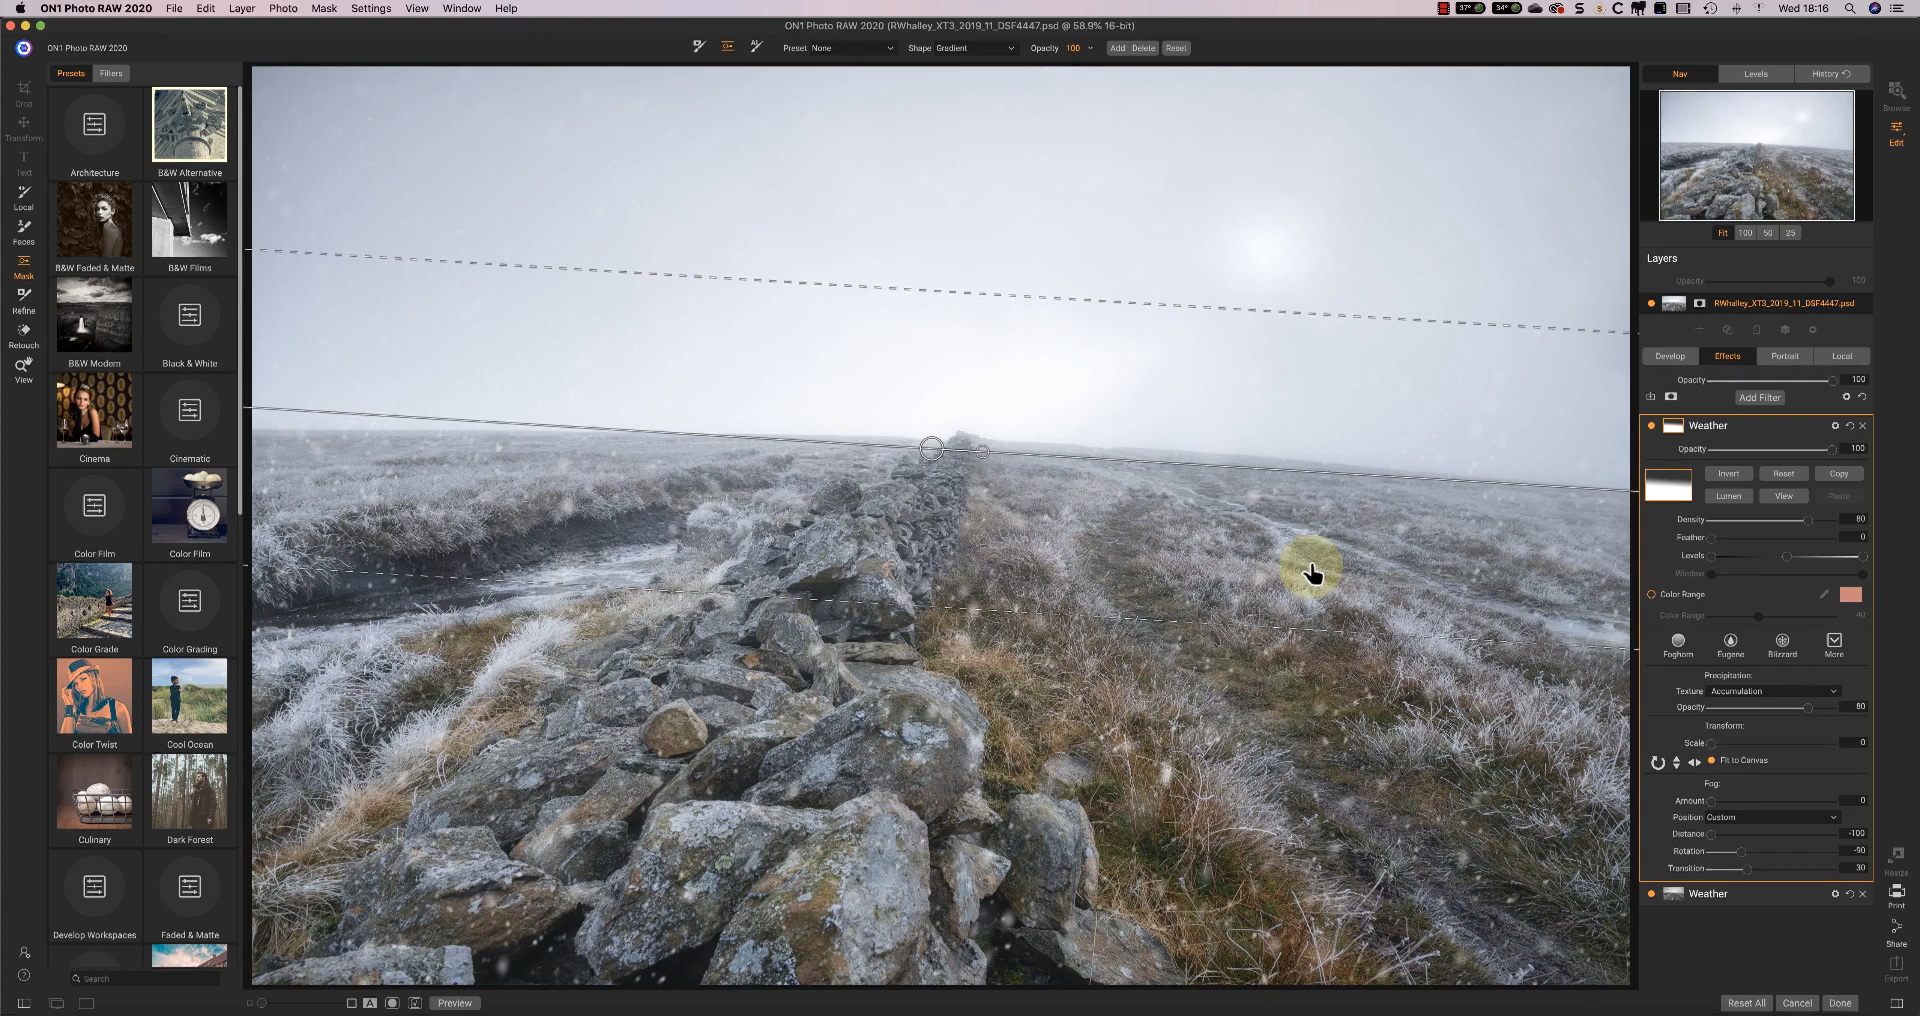 ON1 Photo RAW 2020 File Edit Layer Photo Mask Settings View Window Help
37° 34° Wed 18:16
ON1 Photo RAW 2020 (RWhalley_XT3_2019_11_DSF4447.psd @ 58.9% 16-bit)
ON1 Photo RAW 2020
Preset None Shape Gradient Opacity 100 Add Delete Reset
Presets Filters
Nav Levels History
Crop
Transform
Text
Local
Faces
Mask
Refine
Retouch
View
Architecture B&W Alternative
B&W Faded & Matte B&W Films
B&W Modern Black & White
Cinema Cinematic
Color Film Color Film
Color Grade Color Grading
Color Twist Cool Ocean
Culinary Dark Forest
Develop Workspaces Faded & Matte
Search
Preview
Browse
Edit
Fit 100 50 25
Layers
Opacity 100
RWhalley_XT3_2019_11_DSF4447.psd
Develop Effects Portrait Local
Opacity 100
Add Filter
Weather
Opacity 100
Invert Reset Copy
Lumen View Paste
Density 80
Feather 0
Levels
Window
Color Range
Color Range 40
Foghorn Eugene Blizzard More
Precipitation:
Texture Accumulation
Opacity 80
Transform:
Scale 0
Fit to Canvas
Fog:
Amount 0
Position Custom
Distance -100
Rotation -90
Transition 30
Weather
Resize
Print
Share
Export
Reset All Cancel Done